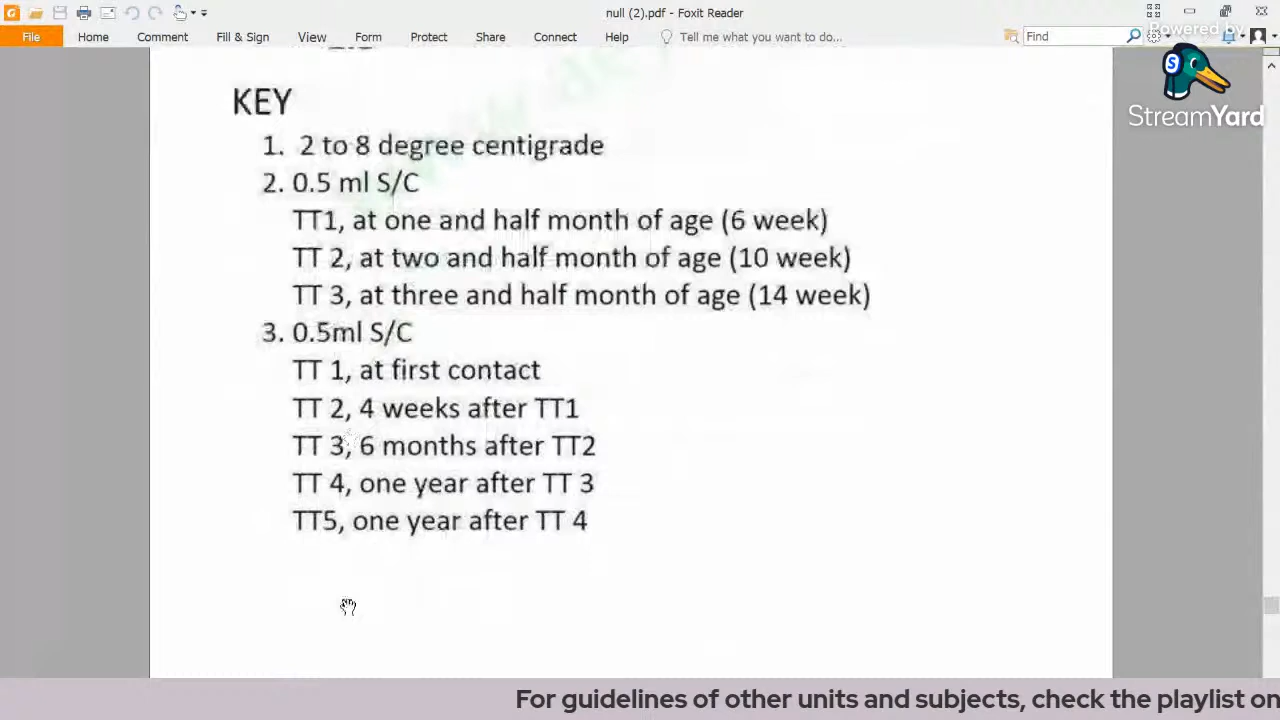 null (2).pdf - Foxit Reader
File Home Comment Fill & Sign View Form Protect Share Connect Help Tell me what you want to do... Find
Powered by
StreamYard
KEY
1. 2 to 8 degree centigrade
2. 0.5 ml S/C
TT1, at one and half month of age (6 week)
TT 2, at two and half month of age (10 week)
TT 3, at three and half month of age (14 week)
3. 0.5ml S/C
TT 1, at first contact
TT 2, 4 weeks after TT1
TT 3, 6 months after TT2
TT 4, one year after TT 3
TT5, one year after TT 4
For guidelines of other units and subjects, check the playlist on